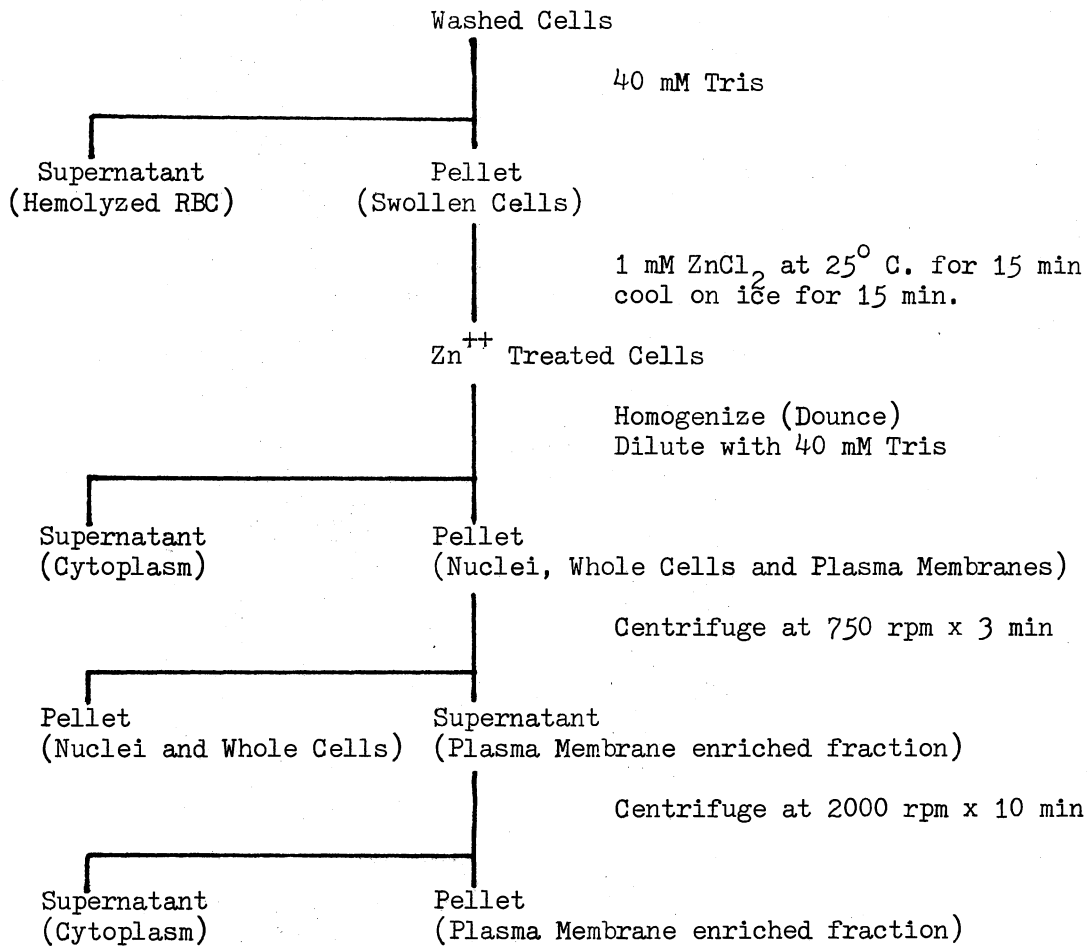 Washed Cells
40 mM Tris
Supernatant
(Hemolyzed RBC)
Pellet
(Swollen Cells)
1 mM ZnCl2 at 25° C. for 15 min
cool on ice for 15 min.
Zn++ Treated Cells
Homogenize (Dounce)
Dilute with 40 mM Tris
Supernatant
(Cytoplasm)
Pellet
(Nuclei, Whole Cells and Plasma Membranes)
Centrifuge at 750 rpm x 3 min
Pellet
(Nuclei and Whole Cells)
Supernatant
(Plasma Membrane enriched fraction)
Centrifuge at 2000 rpm x 10 min
Supernatant
(Cytoplasm)
Pellet
(Plasma Membrane enriched fraction)